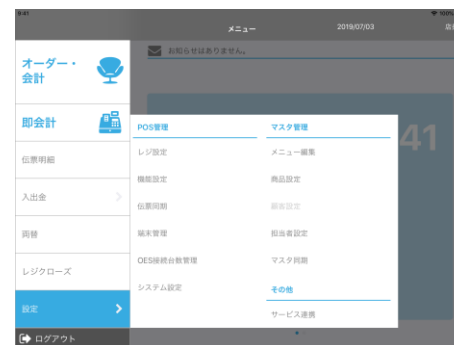 9:41
100%
メニュー
2019/07/03
店
お知らせはありません。
オーダー・
会計
即会計
伝票明細
入出金
両替
レジクローズ
設定
ログアウト
41
POS管理
レジ設定
機能設定
伝票同期
端末管理
OES接続台数管理
システム設定
マスタ管理
メニュー編集
商品設定
顧客設定
担当者設定
マスタ同期
その他
サービス連携